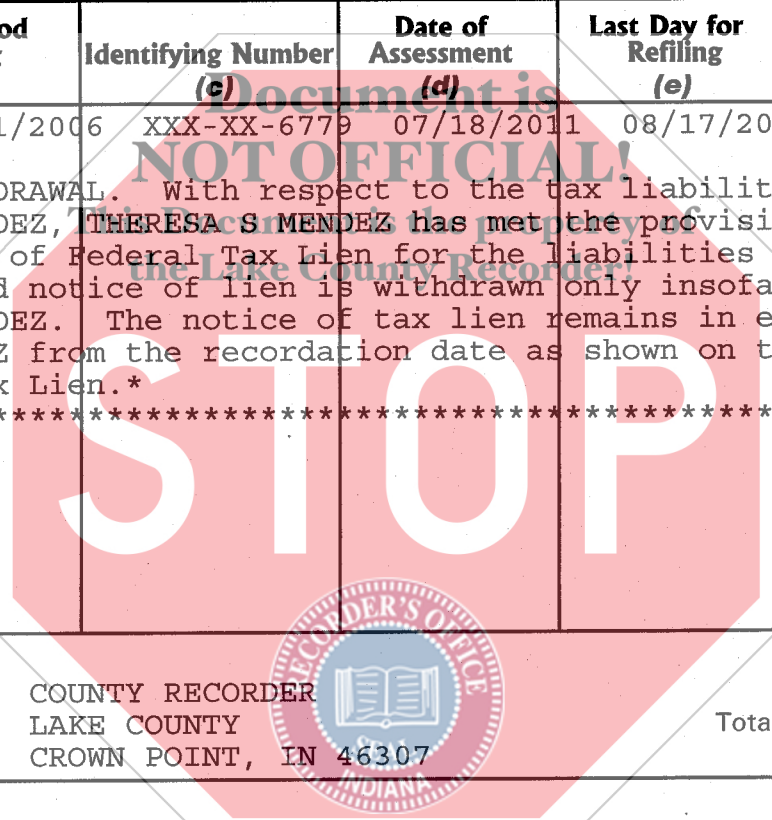 od Identifying Number Date of Assessment Last Day for Refiling
(c) (d) (e)
1/2006 XXX-XX-6779 07/18/2011 08/17/20
Document is
NOT OFFICIAL!
This Document is the property of
the Lake County Recorder!
DRAWAL. With respect to the tax liabilit
DEZ, THERESA S MENDEZ has met the provisi
of Federal Tax Lien for the liabilities
d notice of lien is withdrawn only insofa
DEZ. The notice of tax lien remains in e
Z from the recordation date as shown on t
x Lien.*
************************************************
STOP
RECORDER'S OFFICE
SEAL
INDIANA
COUNTY RECORDER
LAKE COUNTY
CROWN POINT, IN 46307
Tota